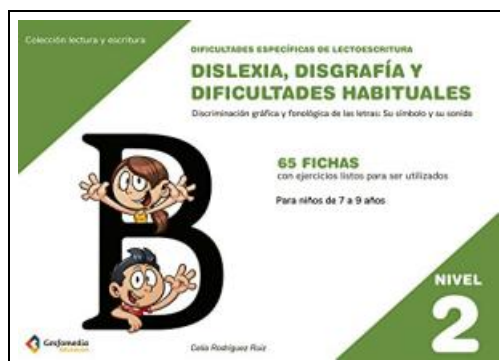 Colección lectura y escritura
DIFICULTADES ESPECÍFICAS DE LECTOESCRITURA
DISLEXIA, DISGRAFÍA Y
DIFICULTADES HABITUALES
Discriminación gráfica y fonológica de las letras: Su símbolo y su sonido
65 FICHAS
con ejercicios listos para ser utilizados
Para niños de 7 a 9 años
B
NIVEL
2
Gesfomedia
Celia Rodríguez Ruiz